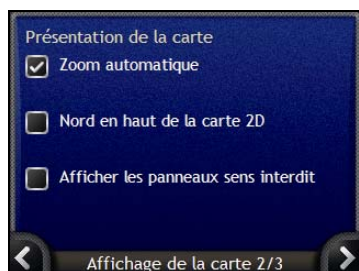 Présentation de la carte
Zoom automatique
Nord en haut de la carte 2D
Afficher les panneaux sens interdit
Affichage de la carte 2/3